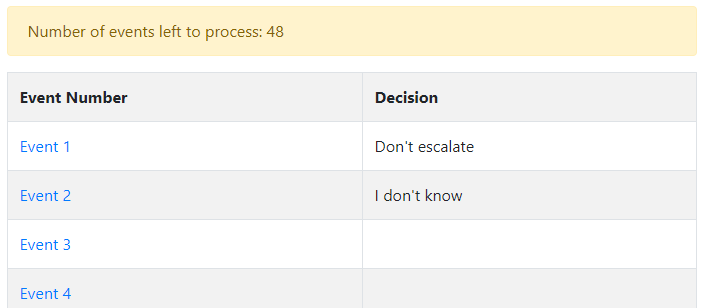 Number of events left to process: 48
Event Number Decision
Event 1 Don't escalate
Event 2 I don't know
Event 3
Event 4